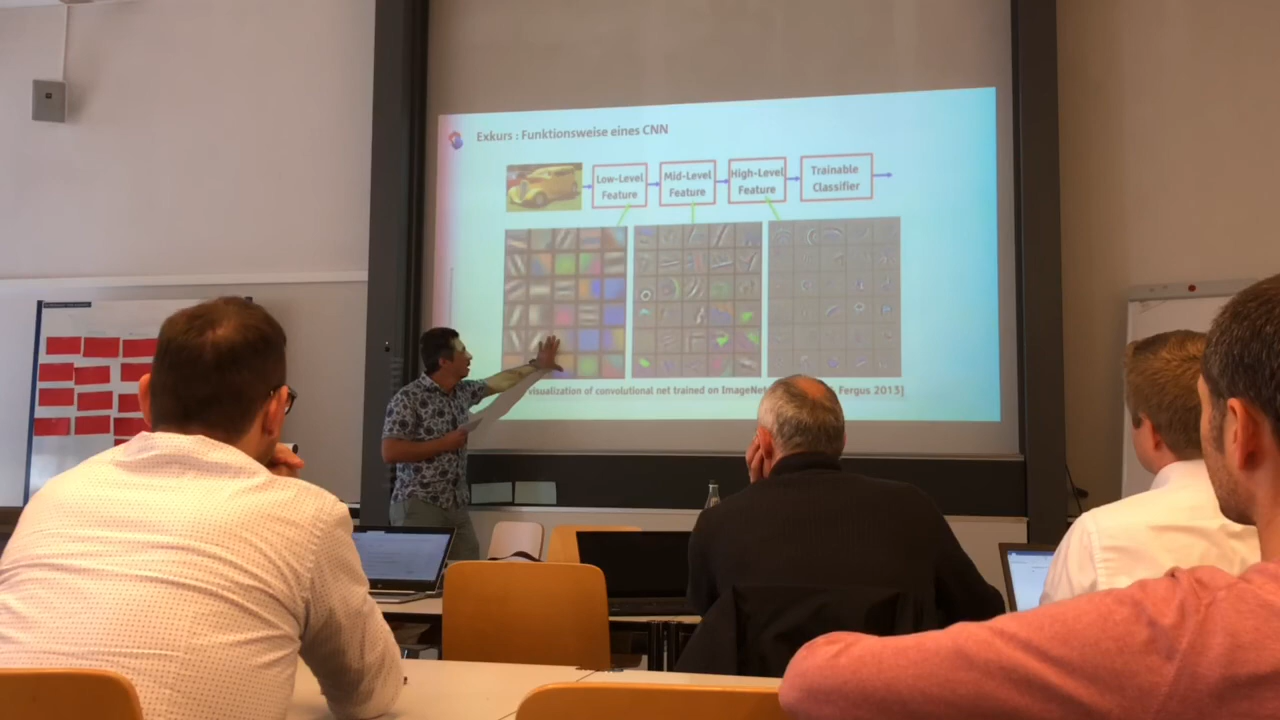 Exkurs : Funktionsweise eines CNN
Low-Level
Feature
Mid-Level
Feature
High-Level
Feature
Trainable
Classifier
visualization of convolutional net trained on ImageNet
Fergus 2013]